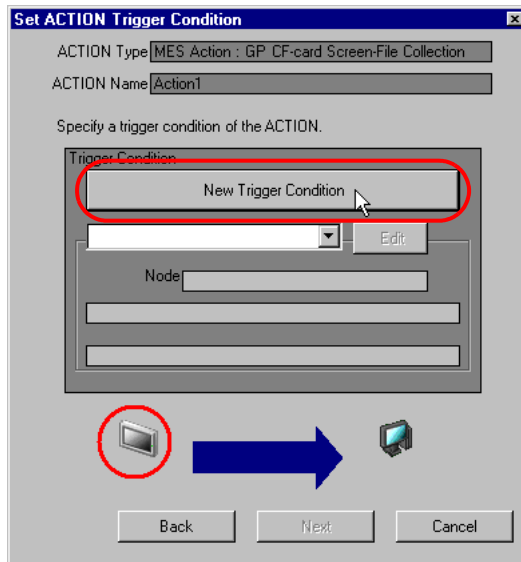 Set ACTION Trigger Condition
ACTION Type MES Action : GP CF-card Screen-File Collection
ACTION Name Action1
Specify a trigger condition of the ACTION.
Trigger Condition
New Trigger Condition
Edit
Node
Back Next Cancel